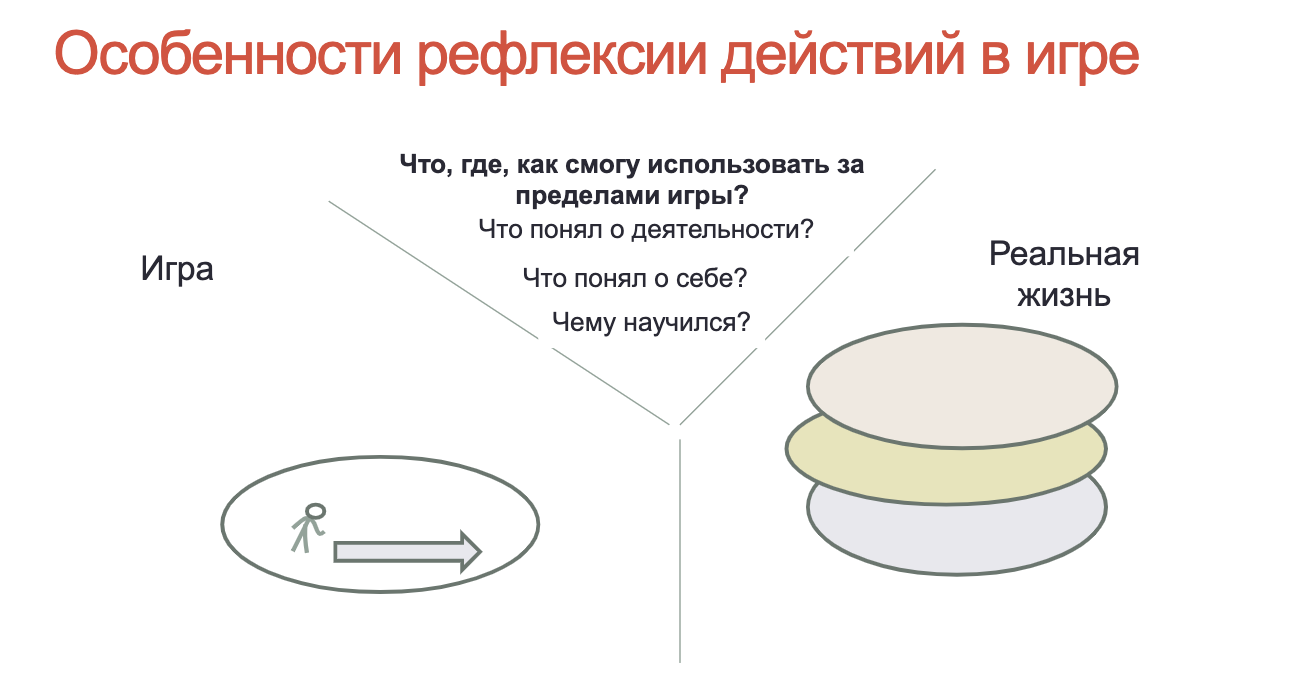 Особенности рефлексии действий в игре
Что, где, как смогу использовать за
пределами игры?
Что понял о деятельности?
Что понял о себе?
Чему научился?
Игра
Реальная
жизнь